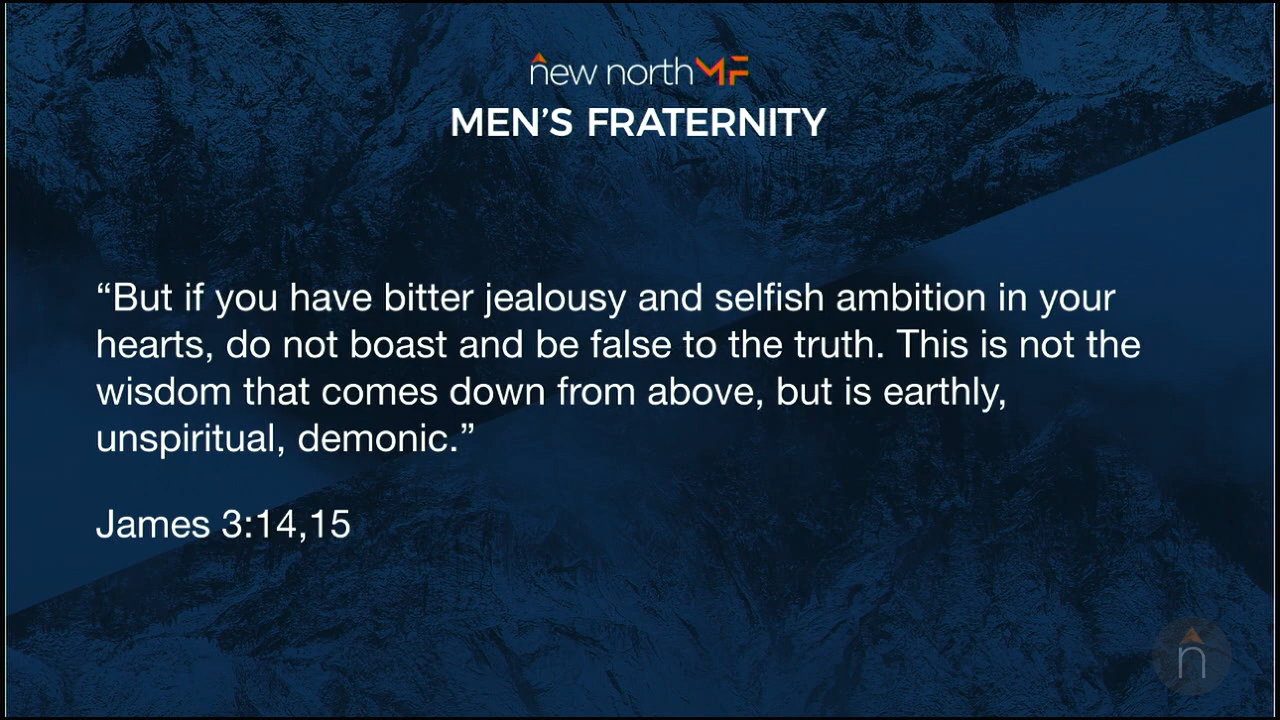 new north MF
MEN'S FRATERNITY
“But if you have bitter jealousy and selfish ambition in your
hearts, do not boast and be false to the truth. This is not the
wisdom that comes down from above, but is earthly,
unspiritual, demonic.”
James 3:14,15
n